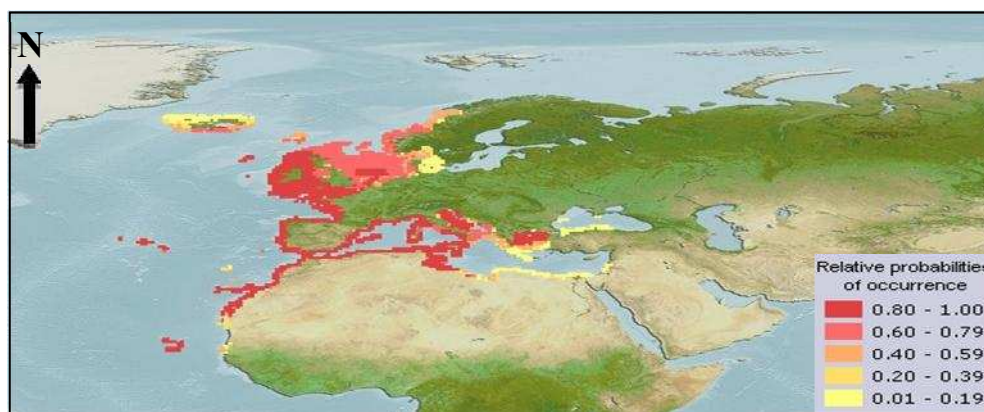 N
Relative probabilities
of occurrence
0.80 - 1.00
0.60 - 0.79
0.40 - 0.59
0.20 - 0.39
0.01 - 0.19